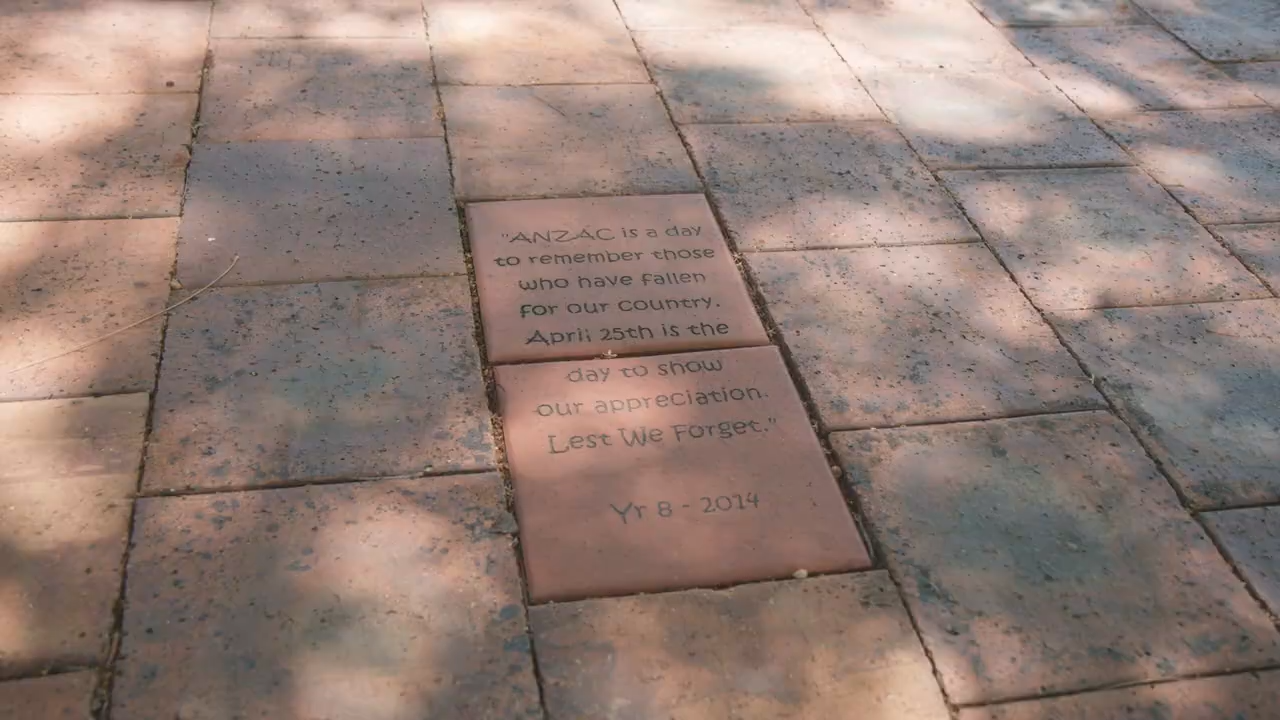 "ANZAC is a day
to remember those
who have fallen
for our country.
April 25th is the
day to show
our appreciation.
Lest We Forget."
Yr 8 - 2014